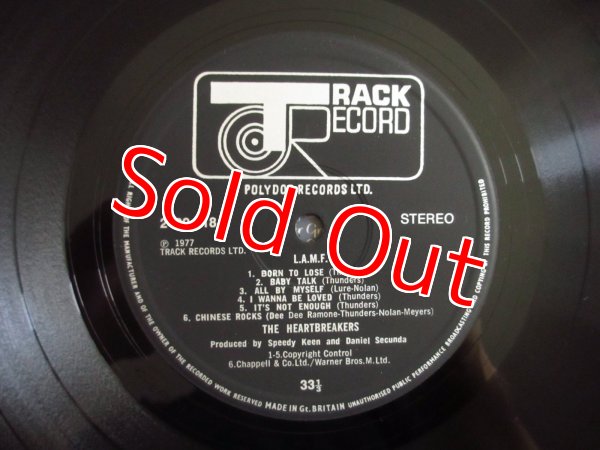 TRACK
RECORD
POLYDOR RECORDS LTD.
STEREO
Ⓟ 1977
TRACK RECORDS LTD.
Sold Out
L.A.M.F.
1. BORN TO LOSE
2. BABY TALK (Thunders)
3. ALL BY MYSELF (Lure-Nolan)
4. I WANNA BE LOVED (Thunders)
5. IT'S NOT ENOUGH (Thunders)
6. CHINESE ROCKS (Dee Dee Ramone-Thunders-Nolan-Meyers)
THE HEARTBREAKERS
Produced by Speedy Keen and Daniel Secunda
1-5.Copyright Control
6.Chappell & Co.Ltd./Warner Bros.M.Ltd.
33⅓
OF THE MANUFACTURER AND OF THE OWNER OF THE RECORDED WORK RESERVED MADE IN Gt. BRITAIN UNAUTHORISED PUBLIC PERFORMANCE BROADCASTING AND COPYING OF THIS RECORD PROHIBITED